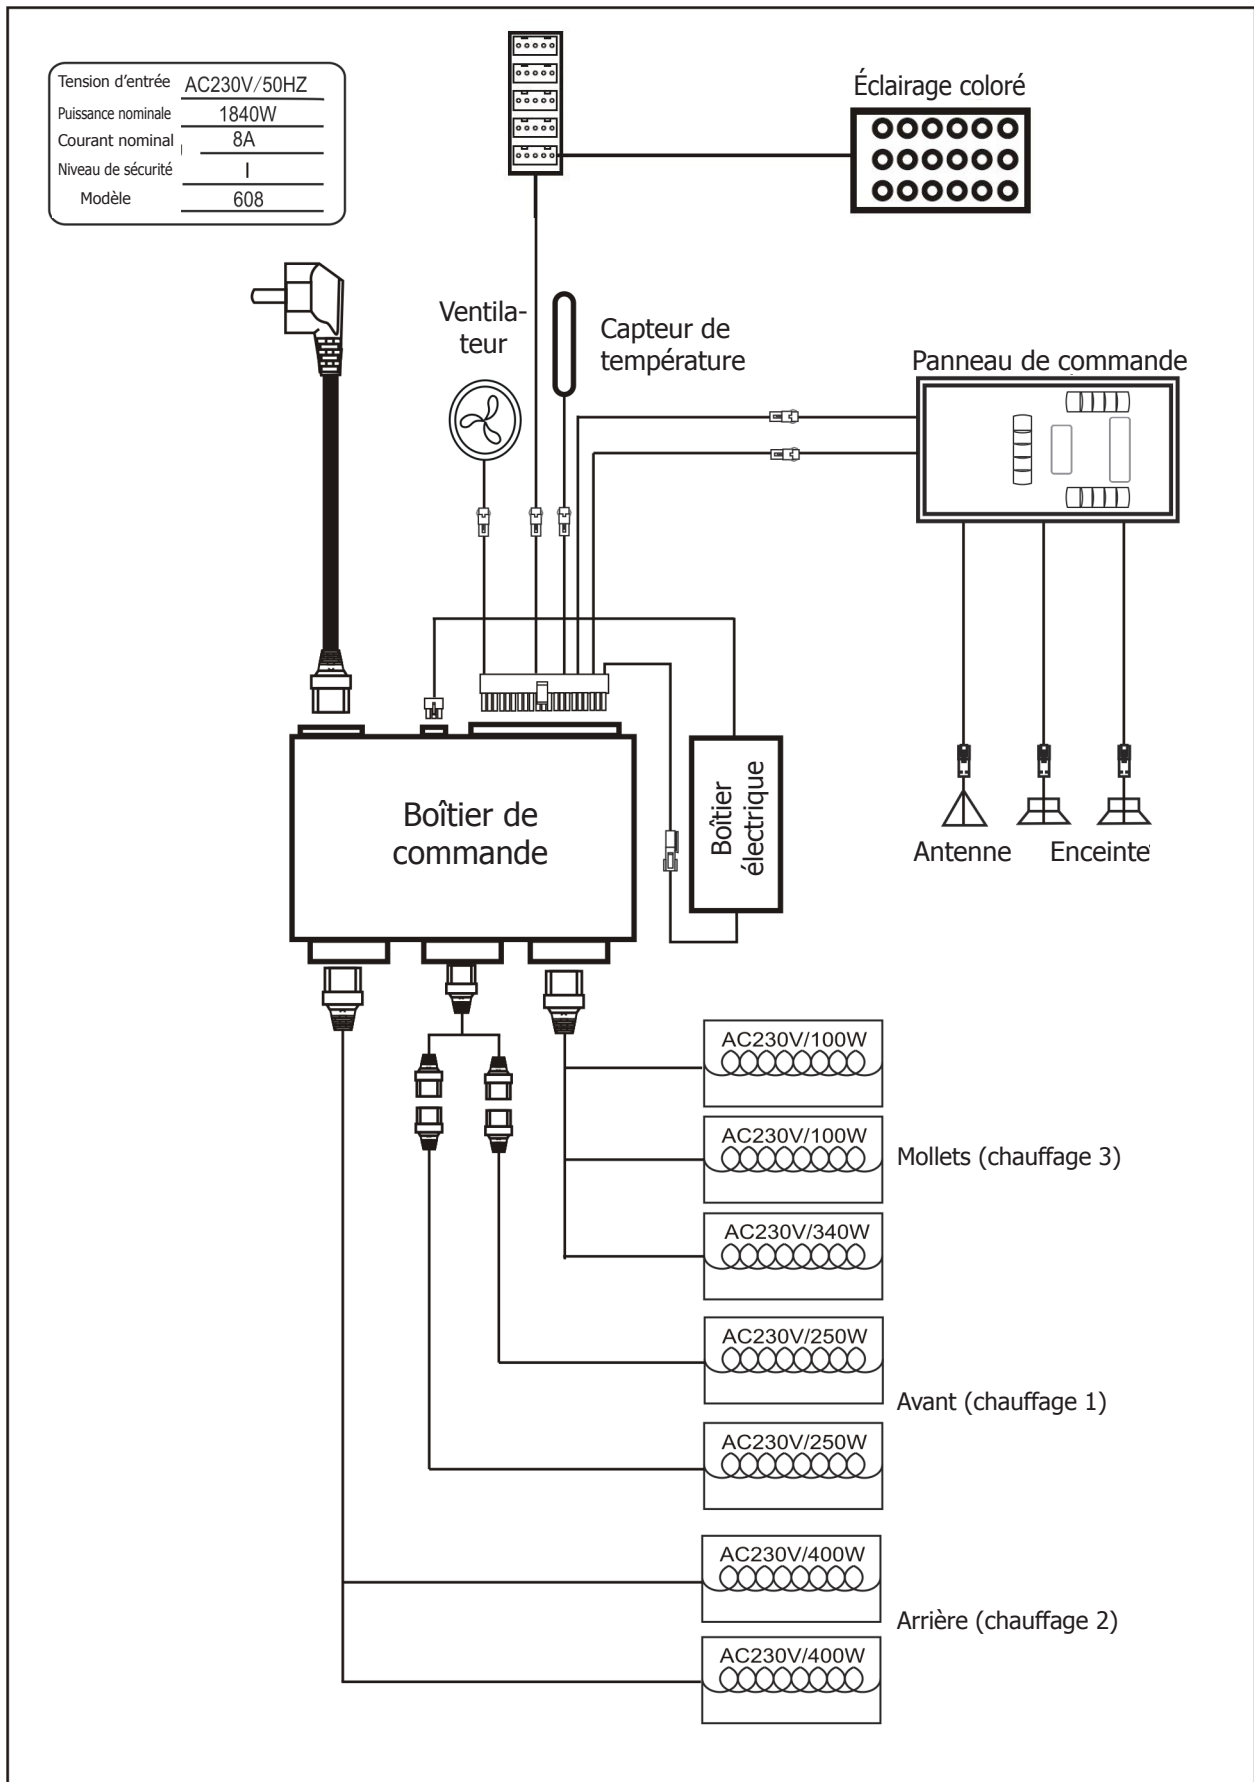 Tension d'entrée AC230V/50HZ
Puissance nominale 1840W
Courant nominal 8A
Niveau de sécurité I
Modèle 608
Éclairage coloré
Ventila-
teur
Capteur de
température
Panneau de commande
Boîtier de
commande
Boîtier
électrique
Antenne
Enceinte
AC230V/100W
AC230V/100W
Mollets (chauffage 3)
AC230V/340W
AC230V/250W
Avant (chauffage 1)
AC230V/250W
AC230V/400W
Arrière (chauffage 2)
AC230V/400W